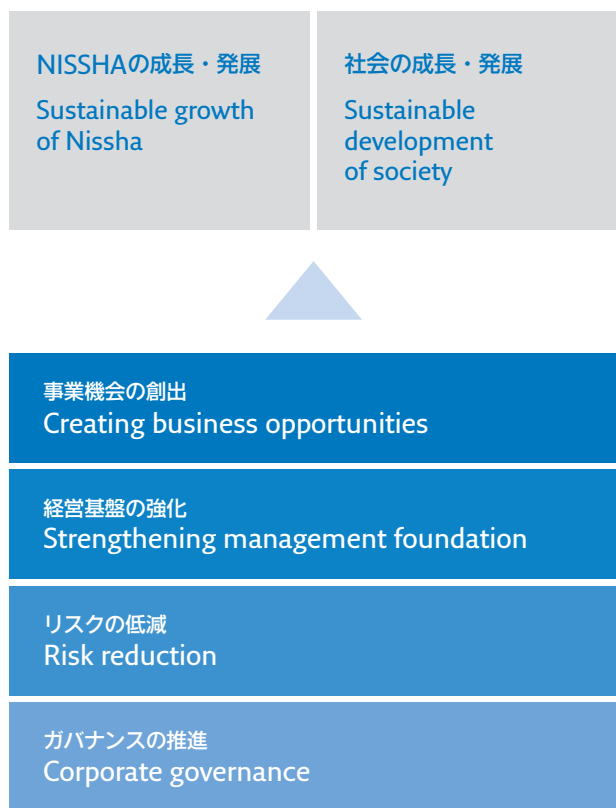 NISSHAの成長・発展
Sustainable growth
of Nissha
社会の成長・発展
Sustainable
development
of society
事業機会の創出
Creating business opportunities
経営基盤の強化
Strengthening management foundation
リスクの低減
Risk reduction
ガバナンスの推進
Corporate governance